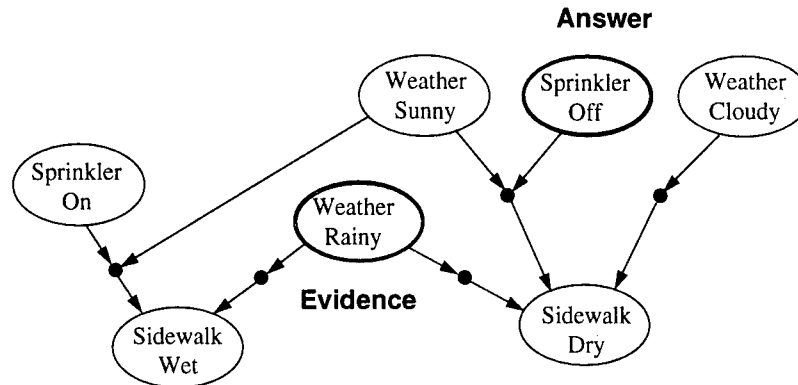 Answer
Weather
Sunny
Sprinkler
Off
Weather
Cloudy
Sprinkler
On
Weather
Rainy
Evidence
Sidewalk
Wet
Sidewalk
Dry